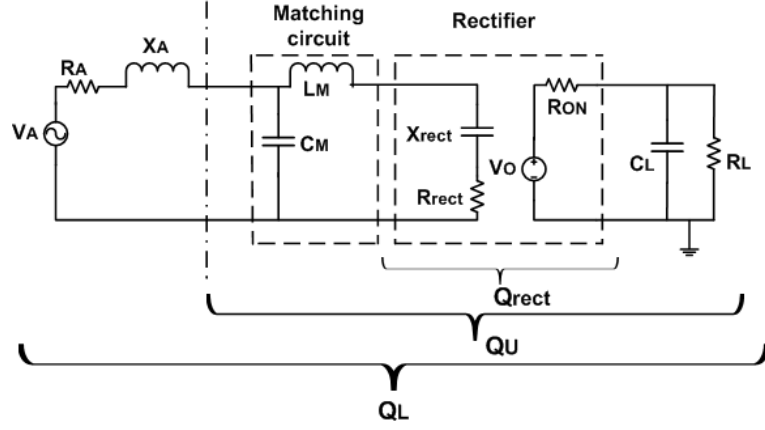 Matching
circuit
Rectifier
XA
RA
LM
VA
CM
Xrect
Rrect
RON
VO
CL
RL
Qrect
QU
QL